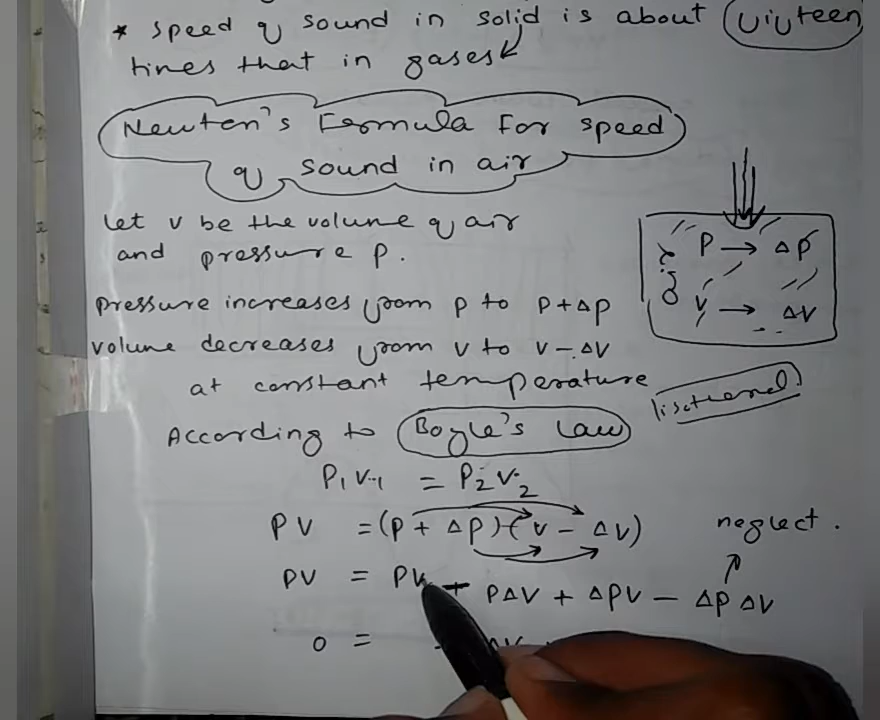 * speed of sound in solid is about fifteen
times that in gases
Newton's Formula For speed
of sound in air
Let v be the volume of air
and pressure P.
P → ΔP
V → ΔV
pressure increases from P to P+ΔP
volume decreases from V to V-ΔV
at constant temperature
isothermal
According to Boyle's Law
P₁V₁ = P₂V₂
PV = (P + ΔP)(V - ΔV)
neglect.
PV = PV - PΔV + ΔPV - ΔPΔV
0 =